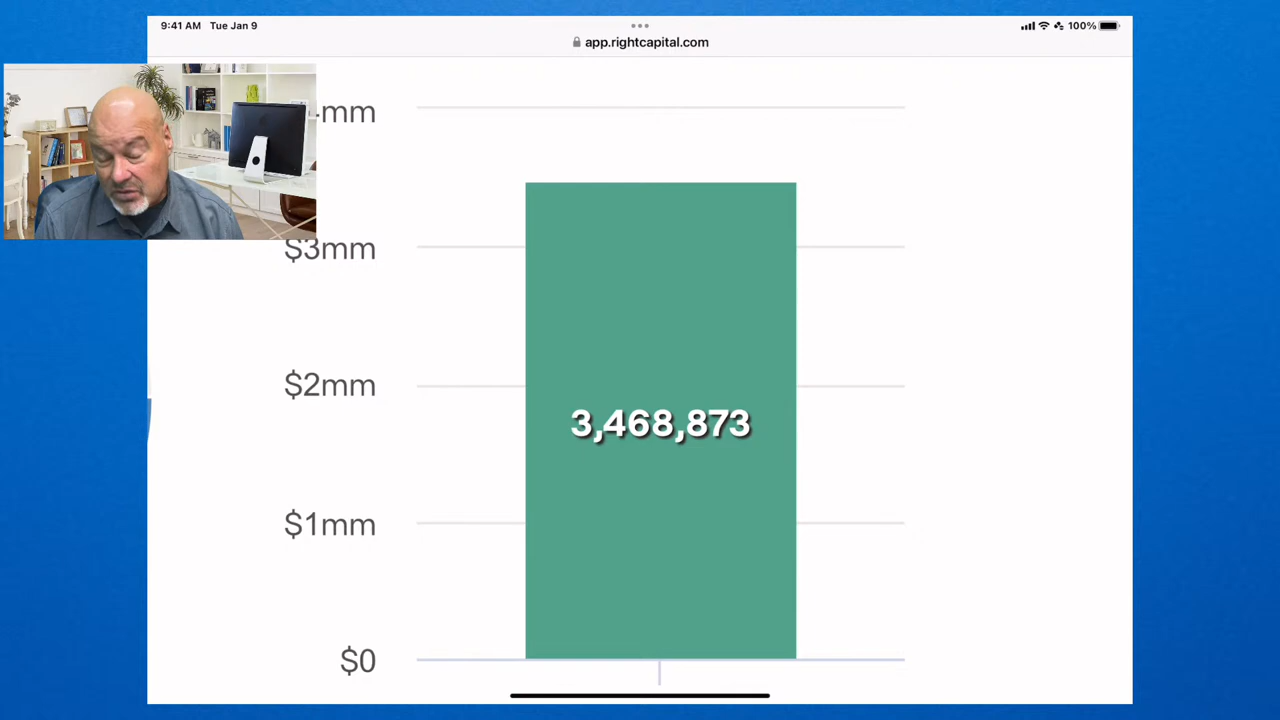 9:41 AM Tue Jan 9
100%
app.rightcapital.com
mm
$3mm
$2mm
3,468,873
$1mm
$0